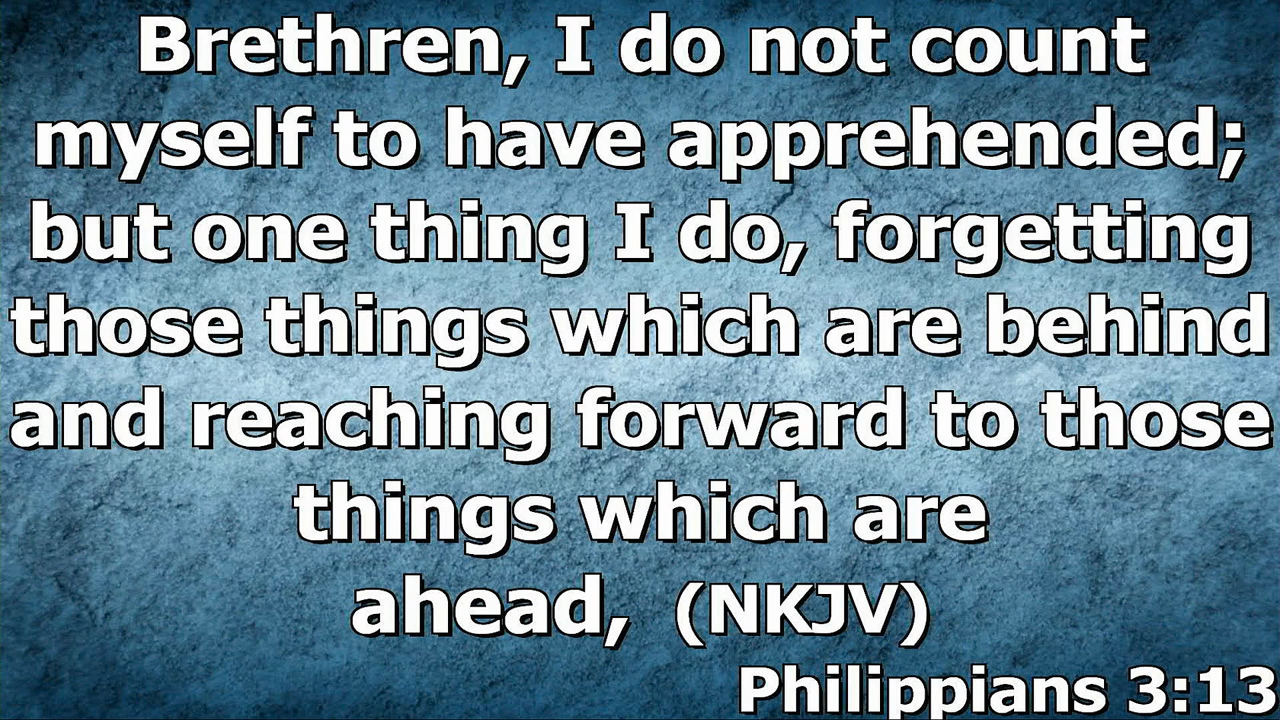 Brethren, I do not count
myself to have apprehended;
but one thing I do, forgetting
those things which are behind
and reaching forward to those
things which are
ahead, (NKJV)
Philippians 3:13